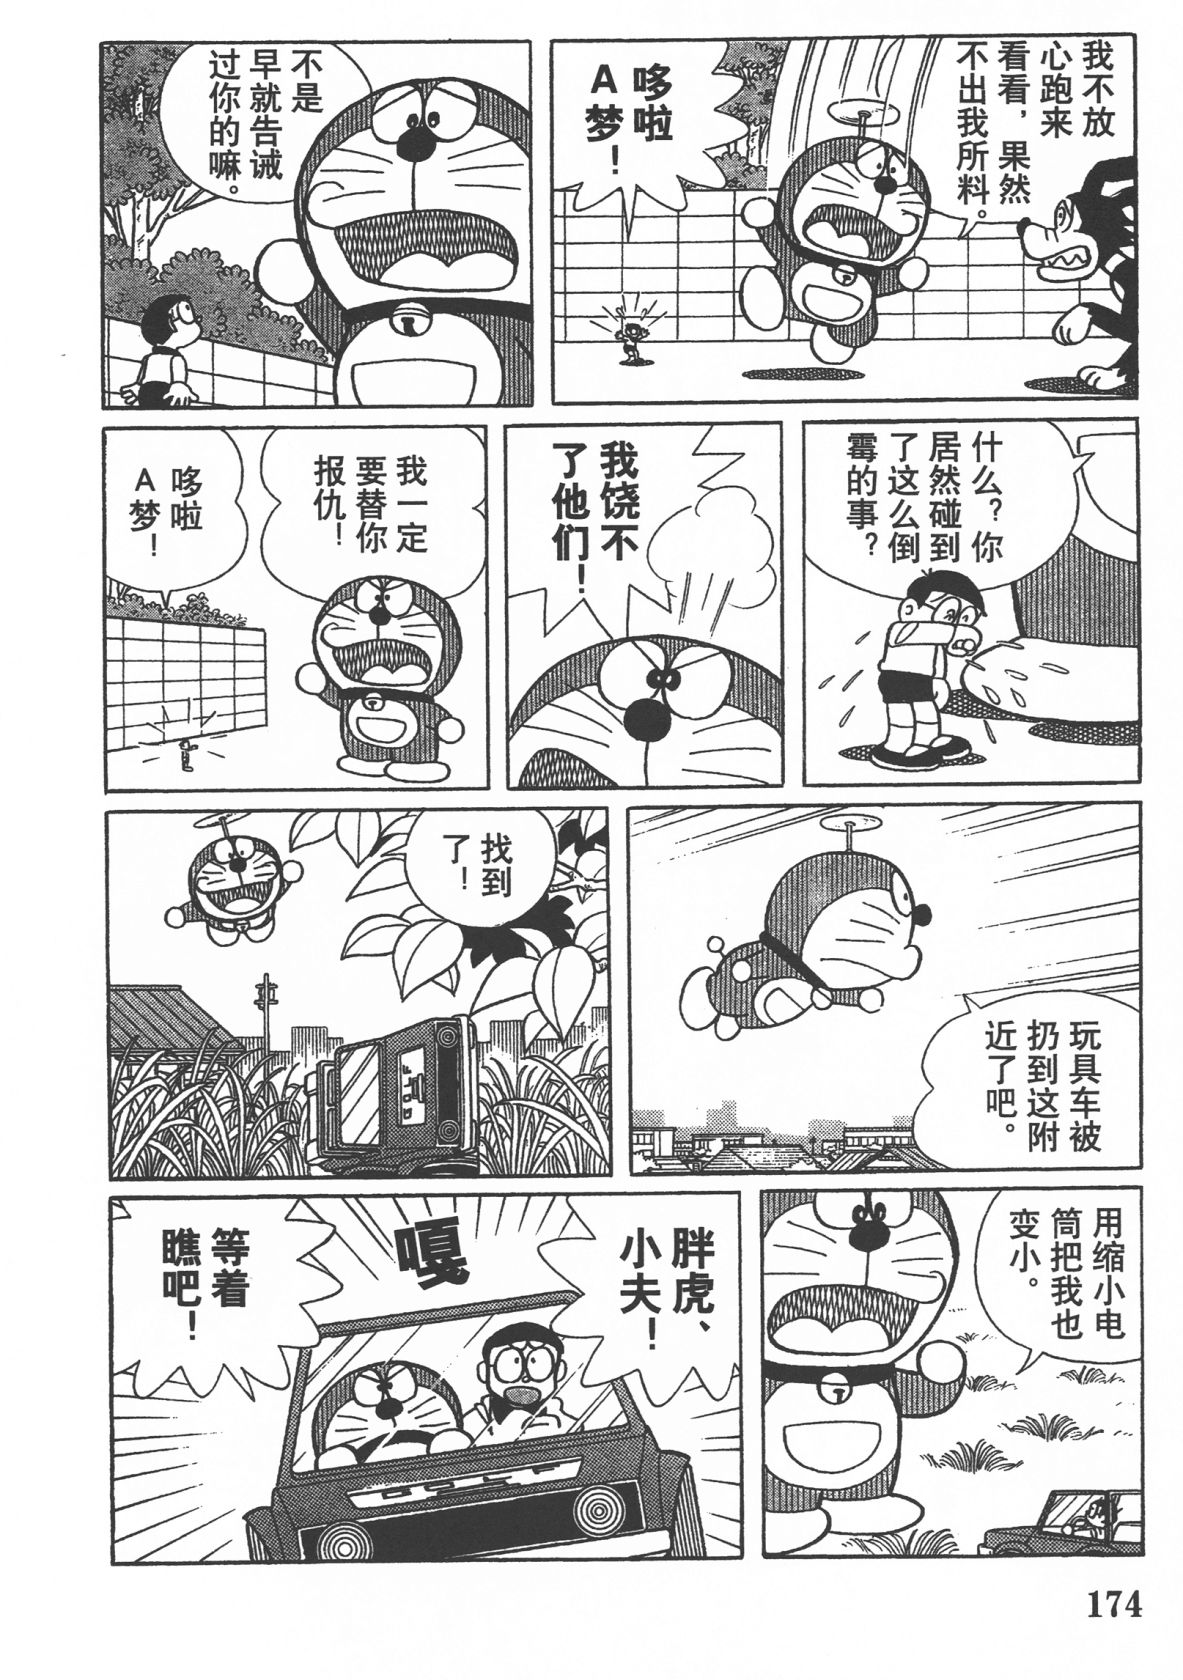 我不放
心跑来
看看，果然
不出我所料。
哆啦
A梦！
不是
早就告诫
过你的嘛。
什么？你
居然碰到
了这么倒
霉的事？
我饶不
了他们！
我一定
要替你
报仇！
哆啦
A梦！
玩具车被
扔到这附
近了吧。
找到
了！
用缩小电
筒把我也
变小。
胖虎、
小夫！
嘎
等着
瞧吧！
174